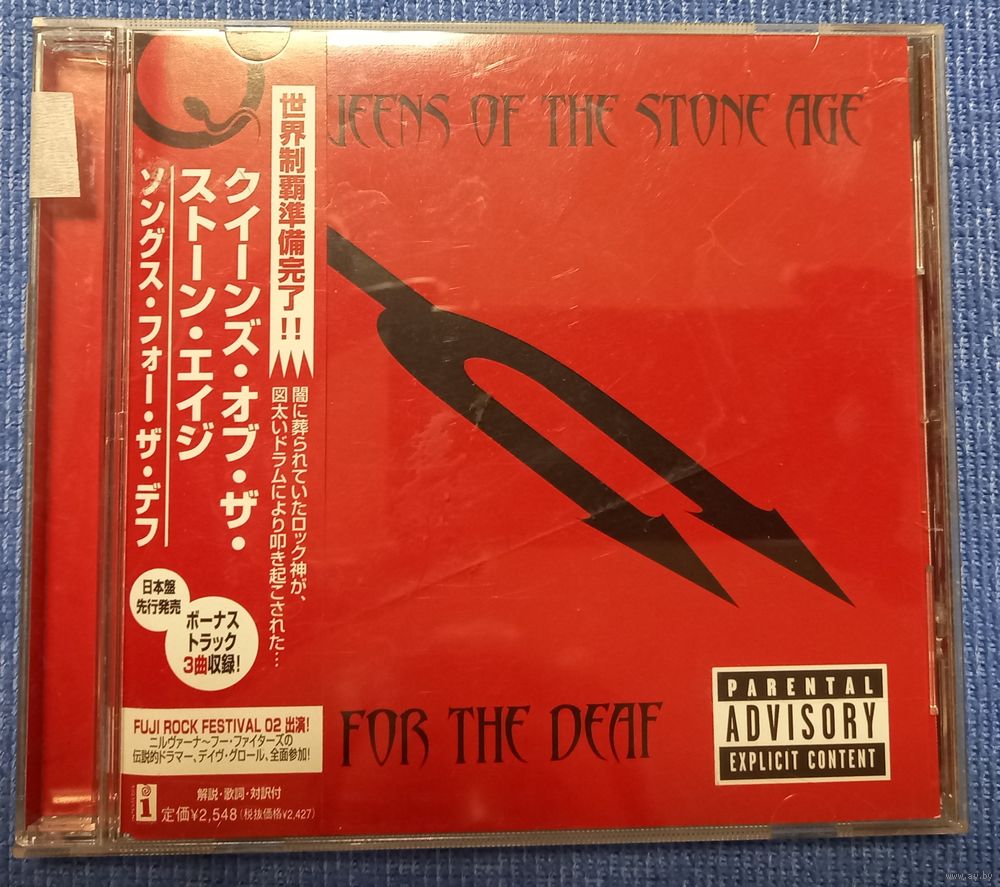 QUEENS OF THE STONE AGE
世界制覇準備完了!!
闇に葬られていたロック神が、
図太いドラムにより叩き起こされた…
クイーンズ・オブ・ザ・
ストーン・エイジ
ソングス・フォー・ザ・デフ
日本盤
先行発売
ボーナス
トラック
3曲収録!
FUJI ROCK FESTIVAL 02 出演!
ニルヴァーナ～フー・ファイターズの
伝説的ドラマー、デイヴ・グロール、全面参加!
解説・歌詞・対訳付
i
定価¥2,548(税抜価格¥2,427)
FOR THE DEAF
PARENTAL
ADVISORY
EXPLICIT CONTENT
www.ay.by